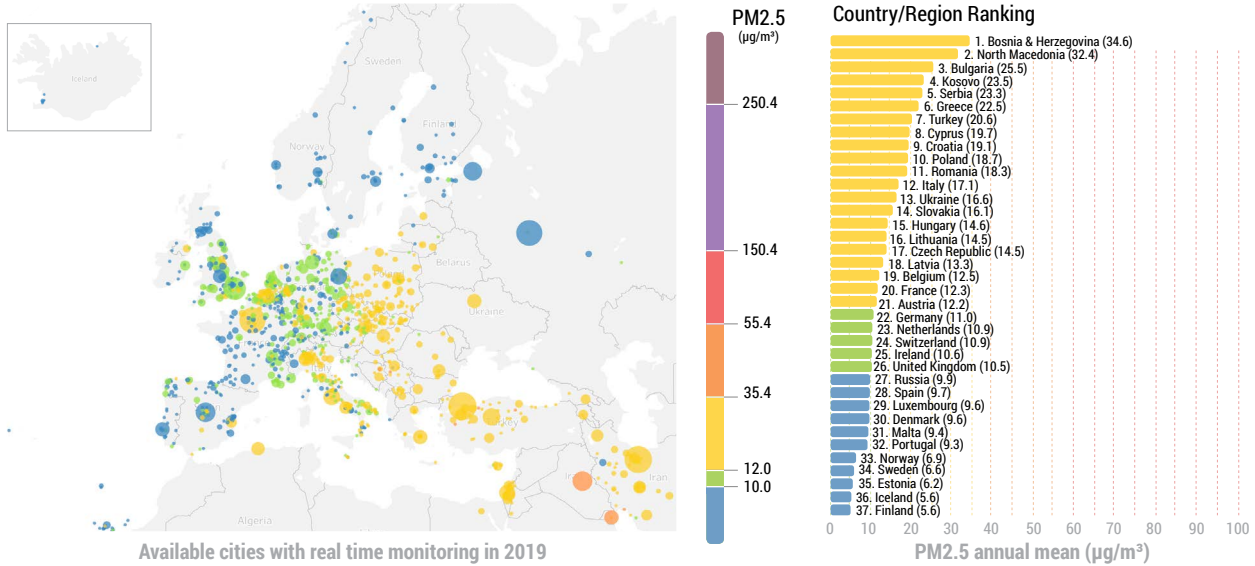 Iceland
Sweden
Finland
Norway
Belarus
Ukraine
Iran
Algeria
Available cities with real time monitoring in 2019
PM2.5
(µg/m³)
250.4
150.4
55.4
35.4
12.0
10.0
Country/Region Ranking
1. Bosnia & Herzegovina (34.6)
2. North Macedonia (32.4)
3. Bulgaria (25.5)
4. Kosovo (23.5)
5. Serbia (23.3)
6. Greece (22.5)
7. Turkey (20.6)
8. Cyprus (19.7)
9. Croatia (19.1)
10. Poland (18.7)
11. Romania (18.3)
12. Italy (17.1)
13. Ukraine (16.6)
14. Slovakia (16.1)
15. Hungary (14.6)
16. Lithuania (14.5)
17. Czech Republic (14.5)
18. Latvia (13.3)
19. Belgium (12.5)
20. France (12.3)
21. Austria (12.2)
22. Germany (11.0)
23. Netherlands (10.9)
24. Switzerland (10.9)
25. Ireland (10.6)
26. United Kingdom (10.5)
27. Russia (9.9)
28. Spain (9.7)
29. Luxembourg (9.6)
30. Denmark (9.6)
31. Malta (9.4)
32. Portugal (9.3)
33. Norway (6.9)
34. Sweden (6.6)
35. Estonia (6.2)
36. Iceland (5.6)
37. Finland (5.6)
0 10 20 30 40 50 60 70 80 90 100
PM2.5 annual mean (µg/m³)